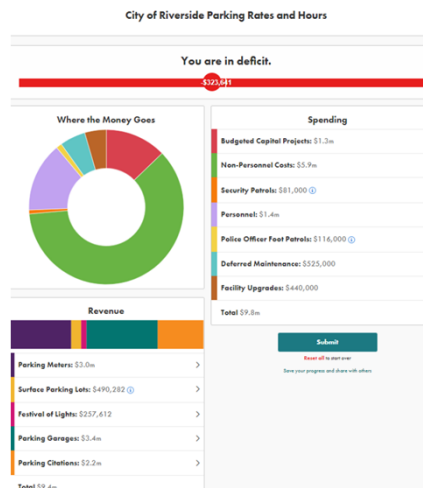 City of Riverside Parking Rates and Hours
You are in deficit.
-$323,641
Where the Money Goes
Spending
Budgeted Capital Projects: $1.3m
Non-Personnel Costs: $5.9m
Security Patrols: $81,000
Personnel: $1.4m
Police Officer Foot Patrols: $116,000
Deferred Maintenance: $525,000
Facility Upgrades: $440,000
Total $9.8m
Submit
Reset all to start over
Save your progress and share with others
Revenue
Parking Meters: $3.0m
Surface Parking Lots: $490,282
Festival of Lights: $257,612
Parking Garages: $3.4m
Parking Citations: $2.2m
Total $9.4m